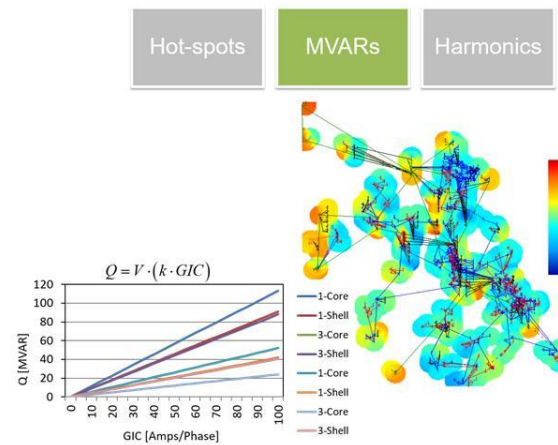 Hot-spots
MVARs
Harmonics
Q = V · (k · GIC)
120
100
80
60
40
20
0
Q [MVAR]
0
10
20
30
40
50
60
70
80
90
100
GIC [Amps/Phase]
1-Core
1-Shell
3-Core
3-Shell
1-Core
1-Shell
3-Core
3-Shell